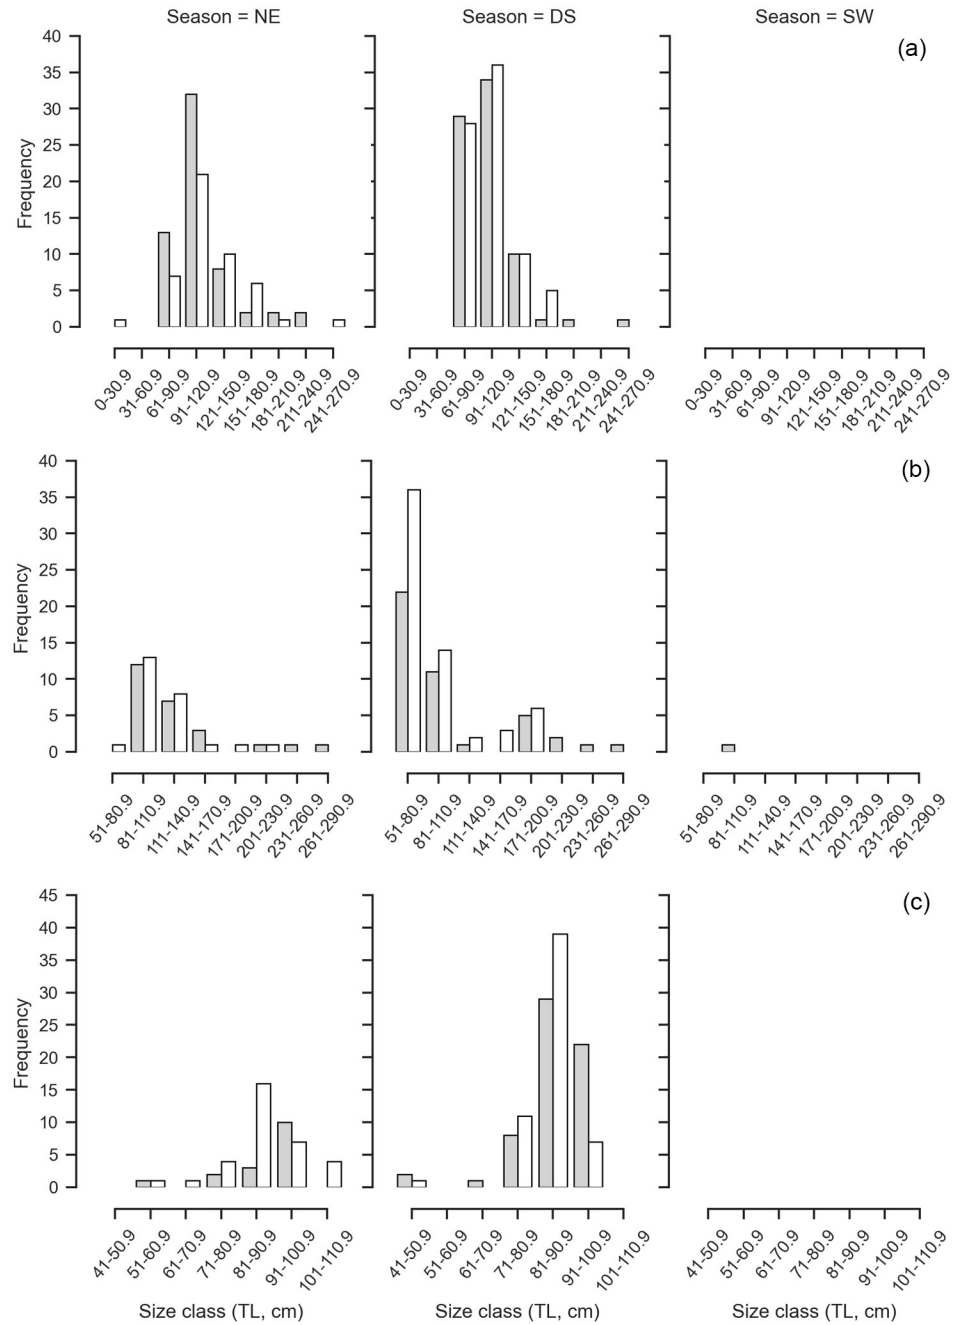 Season = NE Season = DS Season = SW
(a)
Frequency
40
35
30
25
20
15
10
5
0
0-30.9 31-60.9 61-90.9 91-120.9 121-150.9 151-180.9 181-210.9 211-240.9 241-270.9
0-30.9 31-60.9 61-90.9 91-120.9 121-150.9 151-180.9 181-210.9 211-240.9 241-270.9
0-30.9 31-60.9 61-90.9 91-120.9 121-150.9 151-180.9 181-210.9 211-240.9 241-270.9
(b)
Frequency
40
35
30
25
20
15
10
5
0
51-80.9 81-110.9 111-140.9 141-170.9 171-200.9 201-230.9 231-260.9 261-290.9
51-80.9 81-110.9 111-140.9 141-170.9 171-200.9 201-230.9 231-260.9 261-290.9
51-80.9 81-110.9 111-140.9 141-170.9 171-200.9 201-230.9 231-260.9 261-290.9
(c)
Frequency
45
40
35
30
25
20
15
10
5
0
41-50.9 51-60.9 61-70.9 71-80.9 81-90.9 91-100.9 101-110.9
41-50.9 51-60.9 61-70.9 71-80.9 81-90.9 91-100.9 101-110.9
41-50.9 51-60.9 61-70.9 71-80.9 81-90.9 91-100.9 101-110.9
Size class (TL, cm) Size class (TL, cm) Size class (TL, cm)